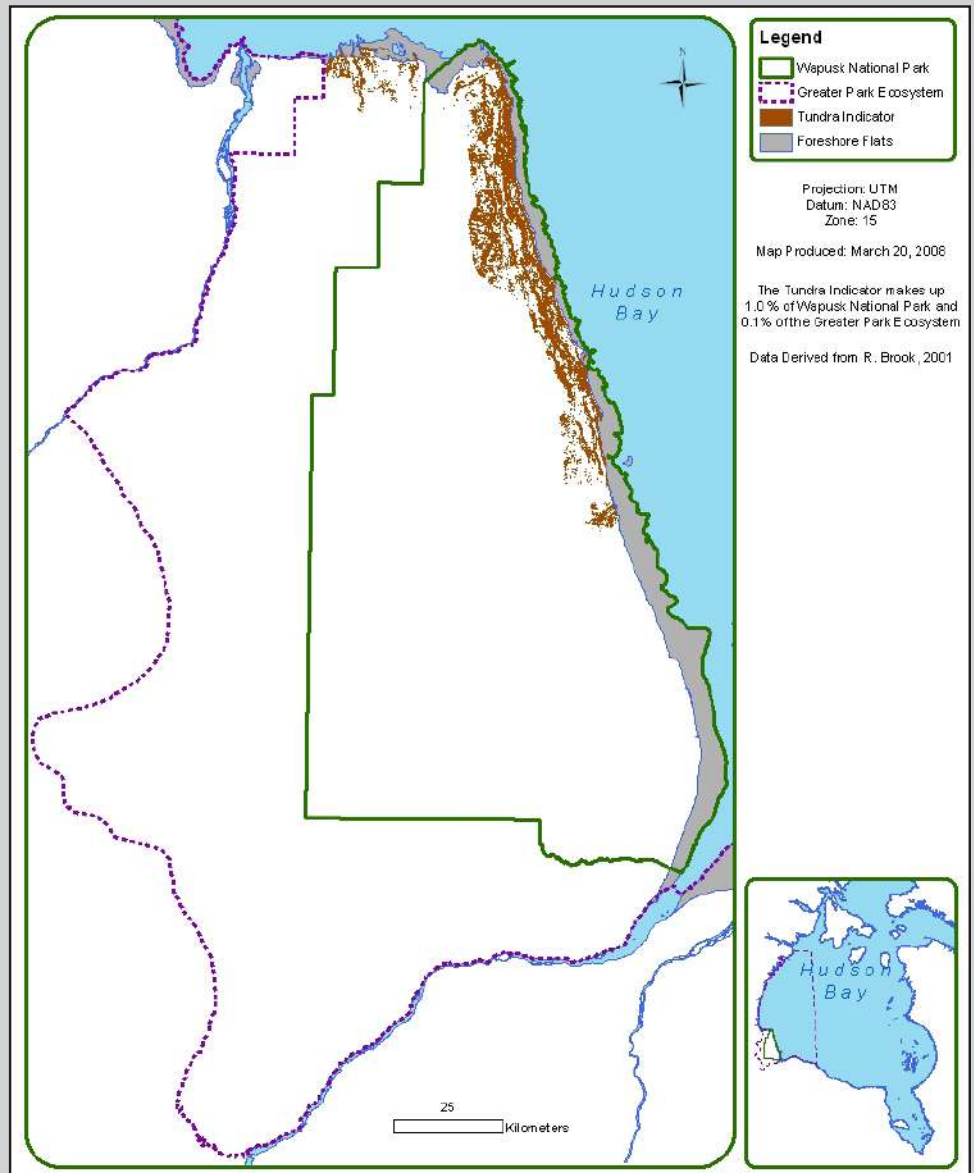 N
Hudson
Bay
25
Kilometers
Legend
Wapusk National Park
Greater Park Ecosystem
Tundra Indicator
Foreshore Flats
Projection: UTM
Datum: NAD83
Zone: 15
Map Produced: March 20, 2008
The Tundra Indicator makes up
1.0 % of Wapusk National Park and
0.1% of the Greater Park Ecosystem
Data Derived from R. Brook, 2001
Hudson
Bay